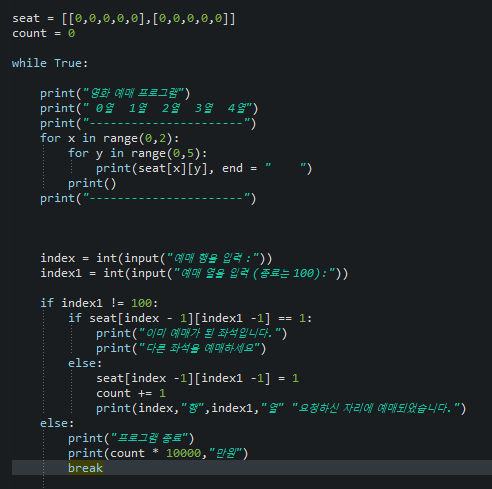 seat = [[0,0,0,0,0],[0,0,0,0,0]]
count = 0
while True:
print("영화 예매 프로그램")
print(" 0열  1열  2열  3열  4열")
print("----------------------")
for x in range(0,2):
for y in range(0,5):
print(seat[x][y], end = "    ")
print()
print("----------------------")
index = int(input("예매 행을 입력 :"))
index1 = int(input("예매 열을 입력 (종료는 100):"))
if index1 != 100:
if seat[index - 1][index1 -1] == 1:
print("이미 예매가 된 좌석입니다.")
print("다른 좌석을 예매하세요")
else:
seat[index -1][index1 -1] = 1
count += 1
print(index,"행",index1,"열" "요청하신 자리에 예매되었습니다.")
else:
print("프로그램 종료")
print(count * 10000,"만원")
break